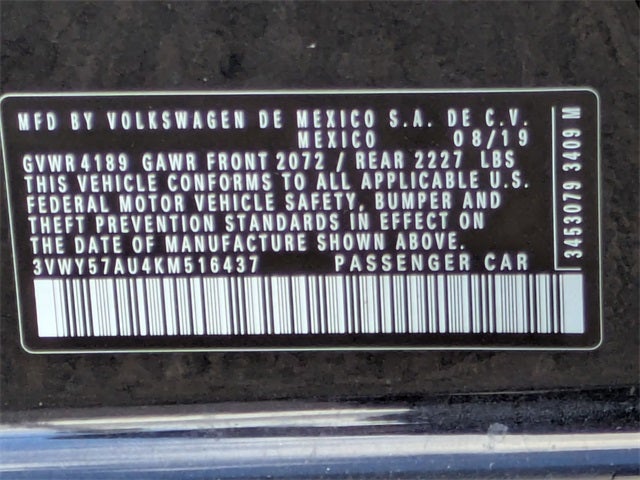 MFD BY VOLKSWAGEN DE MEXICO S.A. DE C.V.
MEXICO 08/19
GVWR 4189 GAWR FRONT 2072 / REAR 2227 LBS
THIS VEHICLE CONFORMS TO ALL APPLICABLE U.S.
FEDERAL MOTOR VEHICLE SAFETY, BUMPER AND
THEFT PREVENTION STANDARDS IN EFFECT ON
THE DATE OF MANUFACTURE SHOWN ABOVE.
3VWY57AU4KM516437 PASSENGER CAR
3453079 3409 M